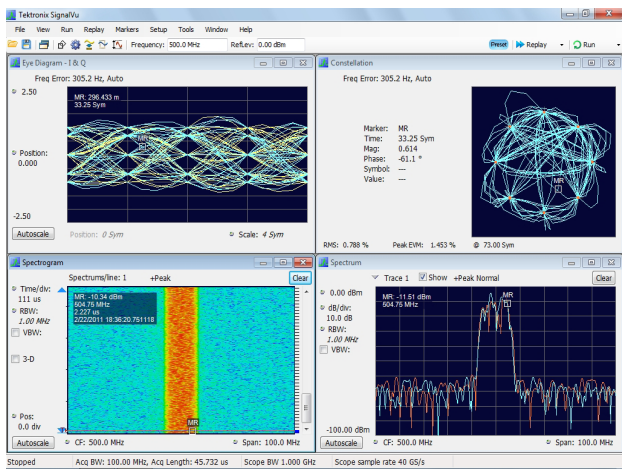 Tektronix SignalVu
File View Run Replay Markers Setup Tools Window Help
Frequency: 500.0 MHz RefLev: 0.00 dBm Preset Replay Run
Eye Diagram - I & Q
Freq Error: 305.2 Hz, Auto
2.50
MR: 296.433 m
33.25 Sym
MR
Position:
0.000
-2.50
Autoscale Position: 0 Sym Scale: 4 Sym
Constellation
Freq Error: 305.2 Hz, Auto
Marker: MR
Time: 33.25 Sym
Mag: 0.614
Phase: -61.1 °
Symbol: ---
Value: ---
MR
RMS: 0.788 % Peak EVM: 1.453 % @ 73.00 Sym
Spectrogram
Spectrums/line: 1 +Peak Clear
Time/div:
111 us
RBW:
1.00 MHz
VBW:
3-D
Pos:
0.0 div
MR: -10.34 dBm
504.75 MHz
2.227 us
2/22/2011 18:36:20.751118
MR
Autoscale CF: 500.0 MHz Span: 100.0 MHz
Spectrum
Trace 1 Show +Peak Normal Clear
0.00 dBm
dB/div:
10.0 dB
RBW:
1.00 MHz
VBW:
MR: -11.51 dBm
504.75 MHz
MR
-100.00 dBm
Autoscale CF: 500.0 MHz Span: 100.0 MHz
Stopped Acq BW: 100.00 MHz, Acq Length: 45.732 us Scope BW 1.000 GHz Scope sample rate 40 GS/s